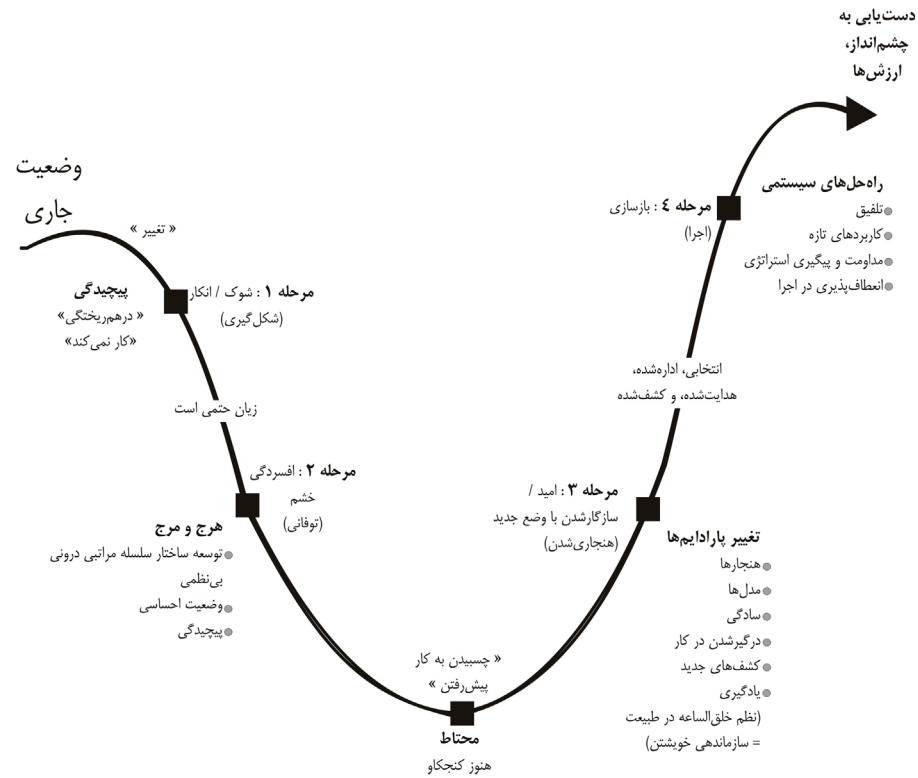 دست‌یابی به
چشم‌انداز،
ارزش‌ها
وضعیت
جاری
« تغییر »
پیچیدگی
« درهم‌ریختگی»
«کار نمی‌کند»
مرحله ۱ : شوک / انکار
(شکل‌گیری)
زیان حتمی است
مرحله ۲ : افسردگی
خشم
(توفانی)
هرج و مرج
توسعه ساختار سلسله مراتبی درونی
بی‌نظمی
وضعیت احساسی
پیچیدگی
« چسبیدن به کار
پیش‌رفتن »
محتاط
هنوز کنجکاو
مرحله ۳ : امید /
سازگارشدن با وضع جدید
(هنجاری‌شدن)
تغییر پارادایم‌ها
هنجارها
مدل‌ها
سادگی
درگیرشدن در کار
کشف‌های جدید
یادگیری
(نظم خلق‌الساعه در طبیعت
= سازماندهی خویشتن)
انتخابی، اداره‌شده،
هدایت‌شده، و کشف‌شده
مرحله ٤ : بازسازی
(اجرا)
راه‌حل‌های سیستمی
تلفیق
کاربردهای تازه
مداومت و پیگیری استراتژی
انعطاف‌پذیری در اجرا